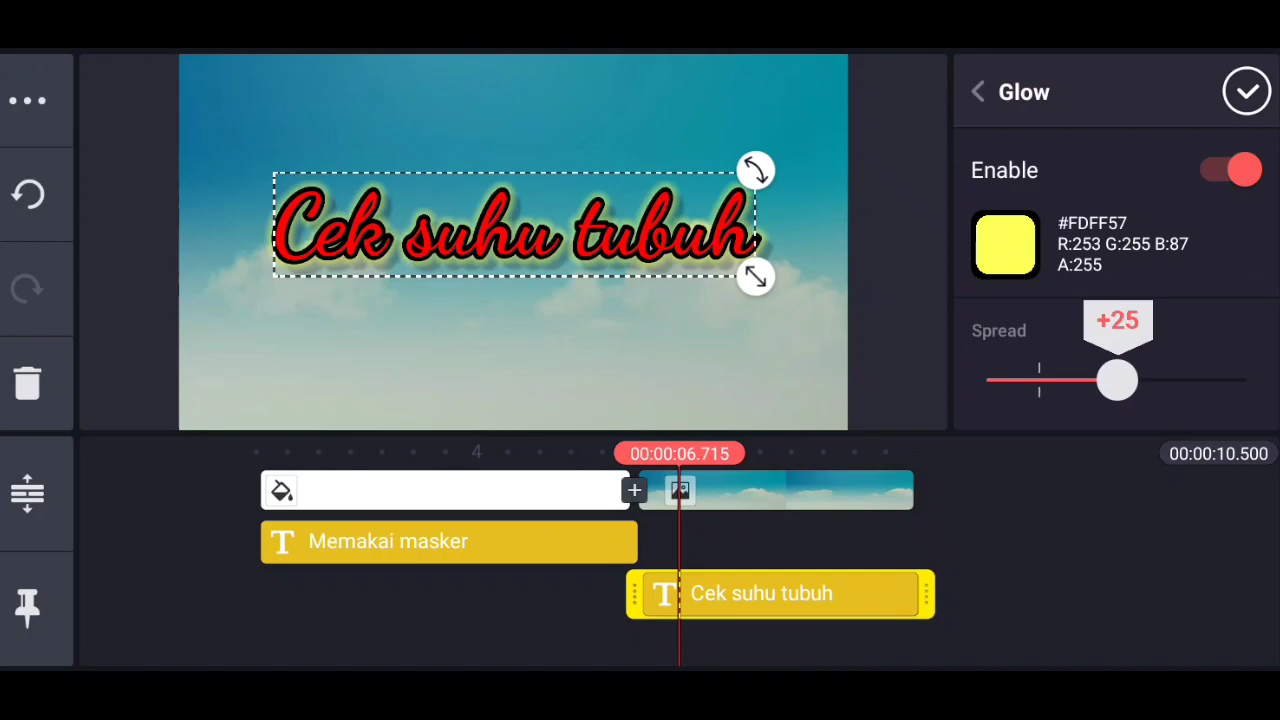 Glow
Enable
#FDFF57
R:253 G:255 B:87
A:255
Spread
+25
Cek suhu tubuh
4
00:00:06.715
00:00:10.500
T Memakai masker
T Cek suhu tubuh